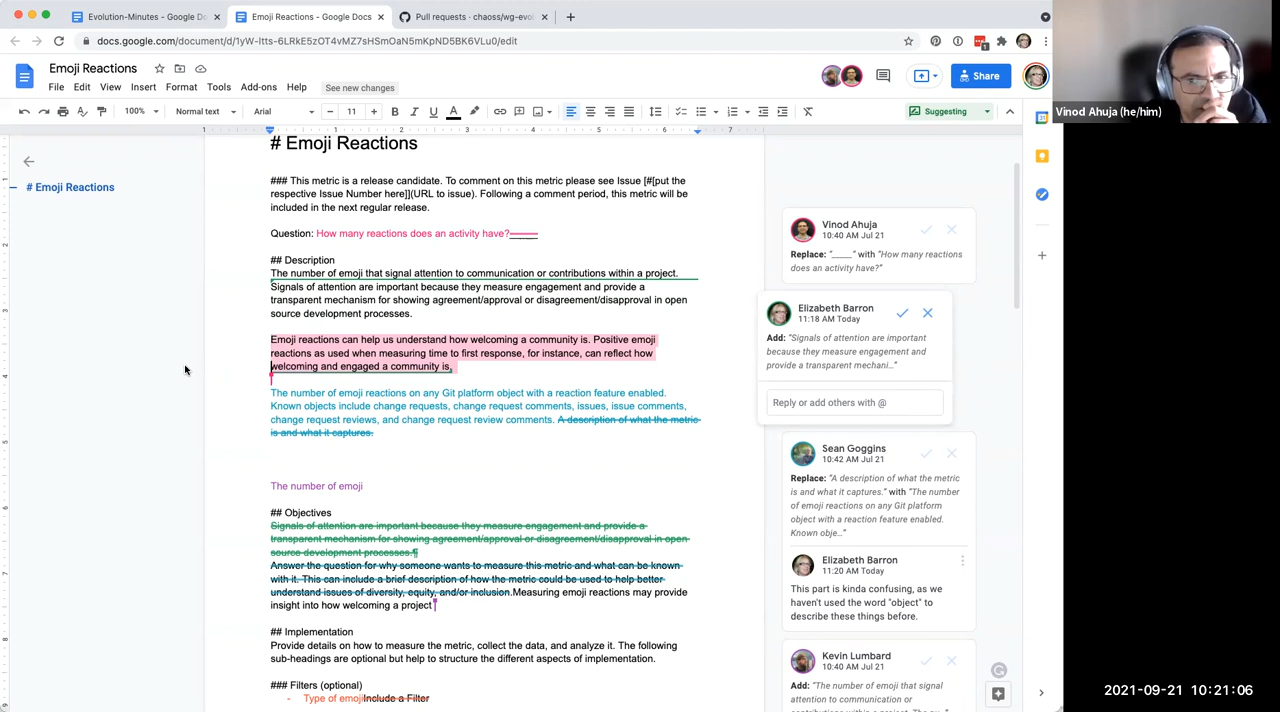 Evolution-Minutes - Google Do
Emoji Reactions - Google Docs
Pull requests · chaoss/wg-evol
docs.google.com/document/d/1yW-Itts-6LRkE5zOT4vMZ7sHSmOaN5mKpND5BK6VLu0/edit
Emoji Reactions
File Edit View Insert Format Tools Add-ons Help See new changes
Share
100% Normal text Arial 11 Suggesting
Vinod Ahuja (he/him)
1 1 2 3 4 5 6 7
# Emoji Reactions
# Emoji Reactions
### This metric is a release candidate. To comment on this metric please see Issue [#[put the
respective Issue Number here]](URL to issue). Following a comment period, this metric will be
included in the next regular release.
Question: How many reactions does an activity have?_____
## Description
The number of emoji that signal attention to communication or contributions within a project.
Signals of attention are important because they measure engagement and provide a
transparent mechanism for showing agreement/approval or disagreement/disapproval in open
source development processes.
Emoji reactions can help us understand how welcoming a community is. Positive emoji
reactions as used when measuring time to first response, for instance, can reflect how
welcoming and engaged a community is.
The number of emoji reactions on any Git platform object with a reaction feature enabled.
Known objects include change requests, change request comments, issues, issue comments,
change request reviews, and change request review comments. A description of what the metric
is and what it captures.
The number of emoji
## Objectives
Signals of attention are important because they measure engagement and provide a
transparent mechanism for showing agreement/approval or disagreement/disapproval in open
source development processes.¶
Answer the question for why someone wants to measure this metric and what can be known
with it. This can include a brief description of how the metric could be used to help better
understand issues of diversity, equity, and/or inclusion.Measuring emoji reactions may provide
insight into how welcoming a project
## Implementation
Provide details on how to measure the metric, collect the data, and analyze it. The following
sub-headings are optional but help to structure the different aspects of implementation.
### Filters (optional)
- Type of emojiInclude a Filter
Vinod Ahuja
10:40 AM Jul 21
Replace: "_____" with "How many reactions
does an activity have?"
Elizabeth Barron
11:18 AM Today
Add: "Signals of attention are important
because they measure engagement and
provide a transparent mechani..."
Reply or add others with @
Sean Goggins
10:42 AM Jul 21
Replace: "A description of what the metric
is and what it captures." with "The number
of emoji reactions on any Git platform
object with a reaction feature enabled.
Known obje..."
Elizabeth Barron
11:20 AM Today
This part is kinda confusing, as we
haven't used the word "object" to
describe these things before.
Kevin Lumbard
10:40 AM Jul 21
Add: "The number of emoji that signal
attention to communication or
2021-09-21 10:21:06